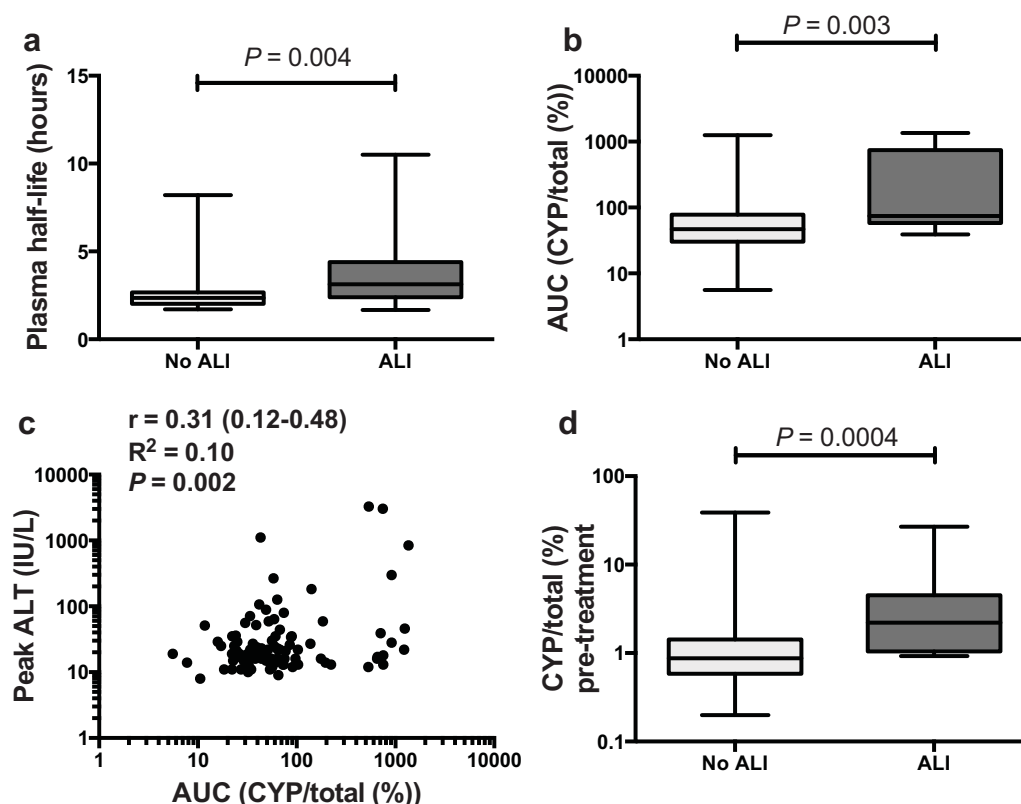 a
P = 0.004
Plasma half-life (hours)
15
10
5
0
No ALI
ALI
b
P = 0.003
AUC (CYP/total (%))
10000
1000
100
10
1
No ALI
ALI
c
r = 0.31 (0.12-0.48)
R² = 0.10
P = 0.002
Peak ALT (IU/L)
10000
1000
100
10
1
1 10 100 1000 10000
AUC (CYP/total (%))
d
P = 0.0004
CYP/total (%)
pre-treatment
100
10
1
0.1
No ALI
ALI